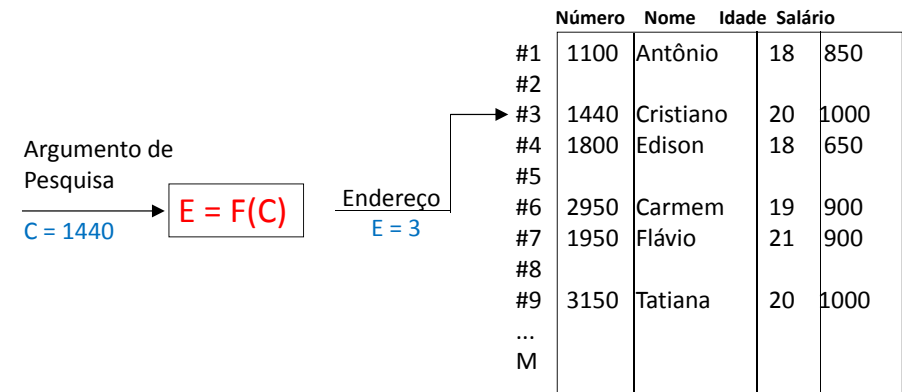 Número Nome Idade Salário
#1 1100 Antônio 18 850
#2
#3 1440 Cristiano 20 1000
#4 1800 Edison 18 650
#5
#6 2950 Carmem 19 900
#7 1950 Flávio 21 900
#8
#9 3150 Tatiana 20 1000
...
M
Argumento de
Pesquisa
C = 1440
E = F(C)
Endereço
E = 3